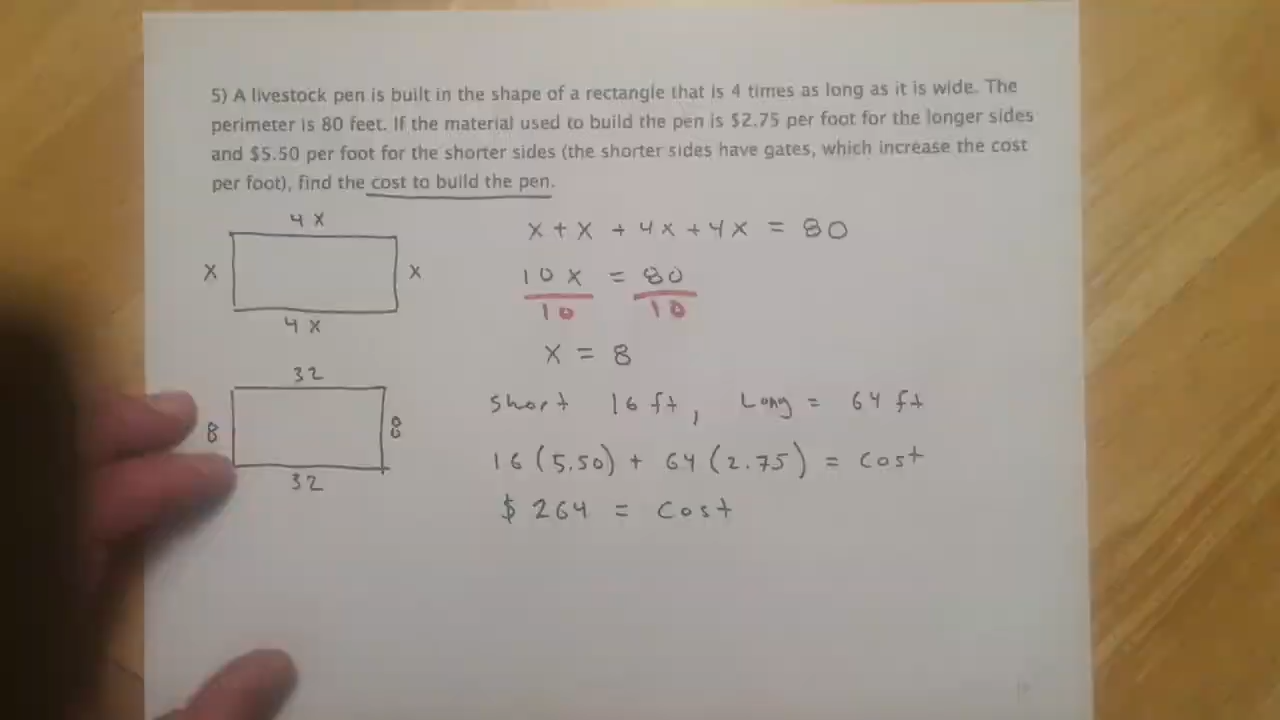 5) A livestock pen is built in the shape of a rectangle that is 4 times as long as it is wide. The
perimeter is 80 feet. If the material used to build the pen is $2.75 per foot for the longer sides
and $5.50 per foot for the shorter sides (the shorter sides have gates, which increase the cost
per foot), find the cost to build the pen.
4x
x
x
4x
x + x + 4x + 4x = 80
10x = 80
10 10
x = 8
32
8
8
32
Short 16 ft, Long = 64 ft
16 (5.50) + 64 (2.75) = cost
$ 264 = cost